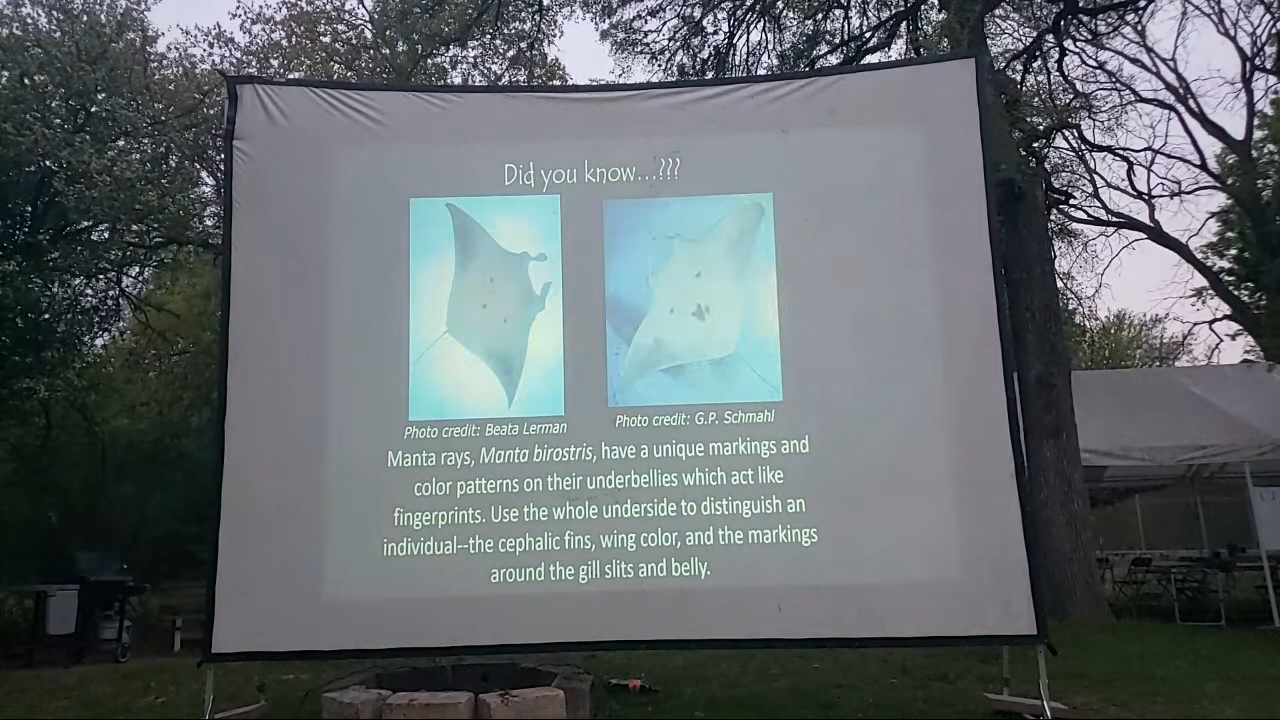 Did you know...???
Photo credit: Beata Lerman
Photo credit: G.P. Schmahl
Manta rays, Manta birostris, have a unique markings and
color patterns on their underbellies which act like
fingerprints. Use the whole underside to distinguish an
individual--the cephalic fins, wing color, and the markings
around the gill slits and belly.